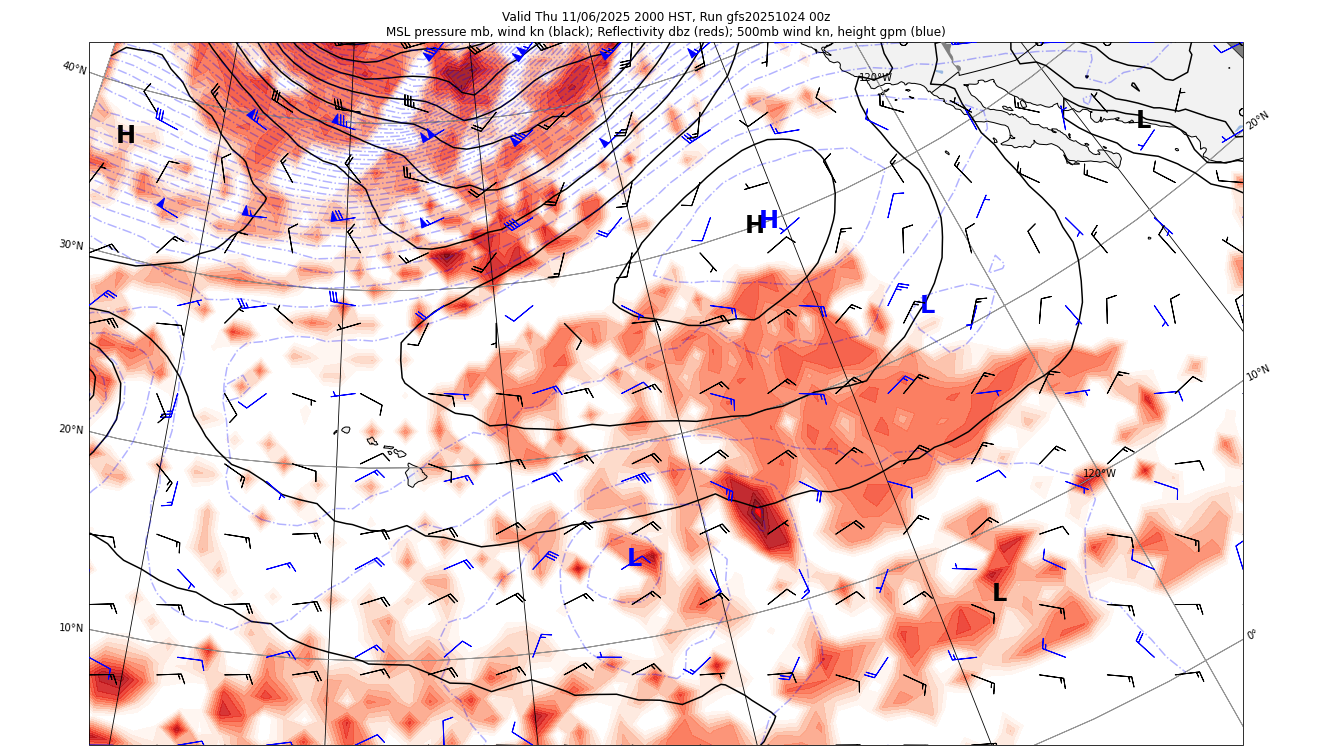 Valid Thu 11/06/2025 2000 HST, Run gfs20251024 00z
MSL pressure mb, wind kn (black); Reflectivity dbz (reds); 500mb wind kn, height gpm (blue)
40°N
120°W
H
L
20°N
H
H
30°N
L
10°N
20°N
120°W
L
L
10°N
0°